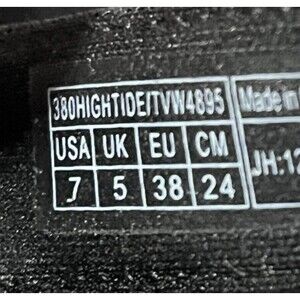 380HIGHTIDE/TVW4895 Made in
USA UK EU CM
7 5 38 24
JH:12